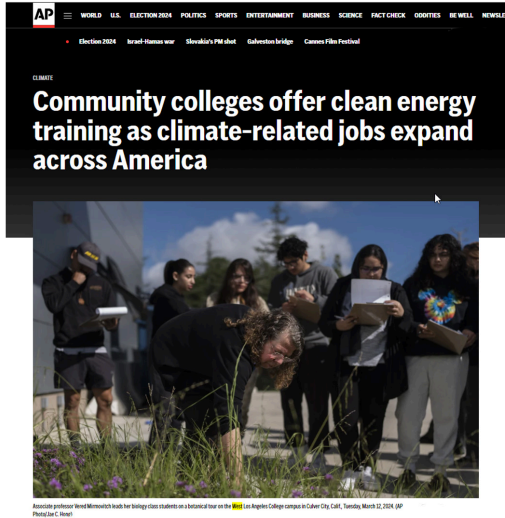 AP WORLD U.S. ELECTION 2024 POLITICS SPORTS ENTERTAINMENT BUSINESS SCIENCE FACT CHECK ODDITIES BE WELL NEWSLE
Election 2024 Israel-Hamas war Slovakia's PM shot Galveston bridge Cannes Film Festival
CLIMATE
Community colleges offer clean energy
training as climate-related jobs expand
across America
Associate professor Vered Mirmovitch leads her biology class students on a botanical tour on the West Los Angeles College campus in Culver City, Calif., Tuesday, March 12, 2024. (AP
Photo/Jae C. Hong)